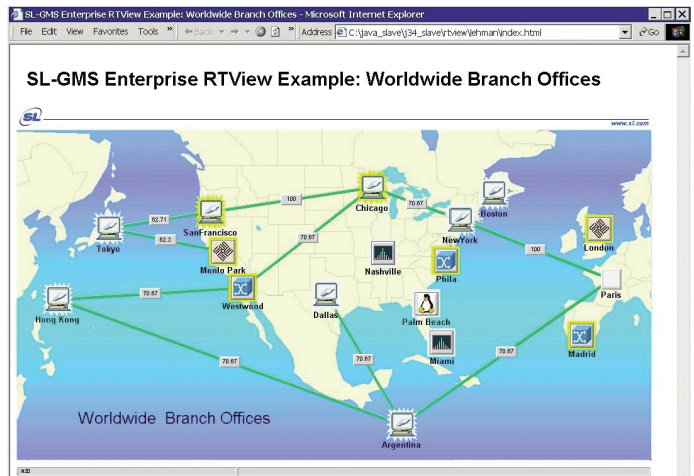 SL-GMS Enterprise RTView Example: Worldwide Branch Offices - Microsoft Internet Explorer
File Edit View Favorites Tools » Back » Address C:\java_slave\j34_slave\rtview\lehman\index.html Go
SL-GMS Enterprise RTView Example: Worldwide Branch Offices
SL
www.sl.com
Chicago
100
70.67
Boston
62.71
SanFrancisco
Tokyo
62.3
70.67
NewYork
100
London
Menlo Park
Nashville
Phila
70.67
Westwood
Paris
Hong Kong
Dallas
Palm Beach
70.67
70.67
Miami
70.67
Madrid
Worldwide Branch Offices
Argentina